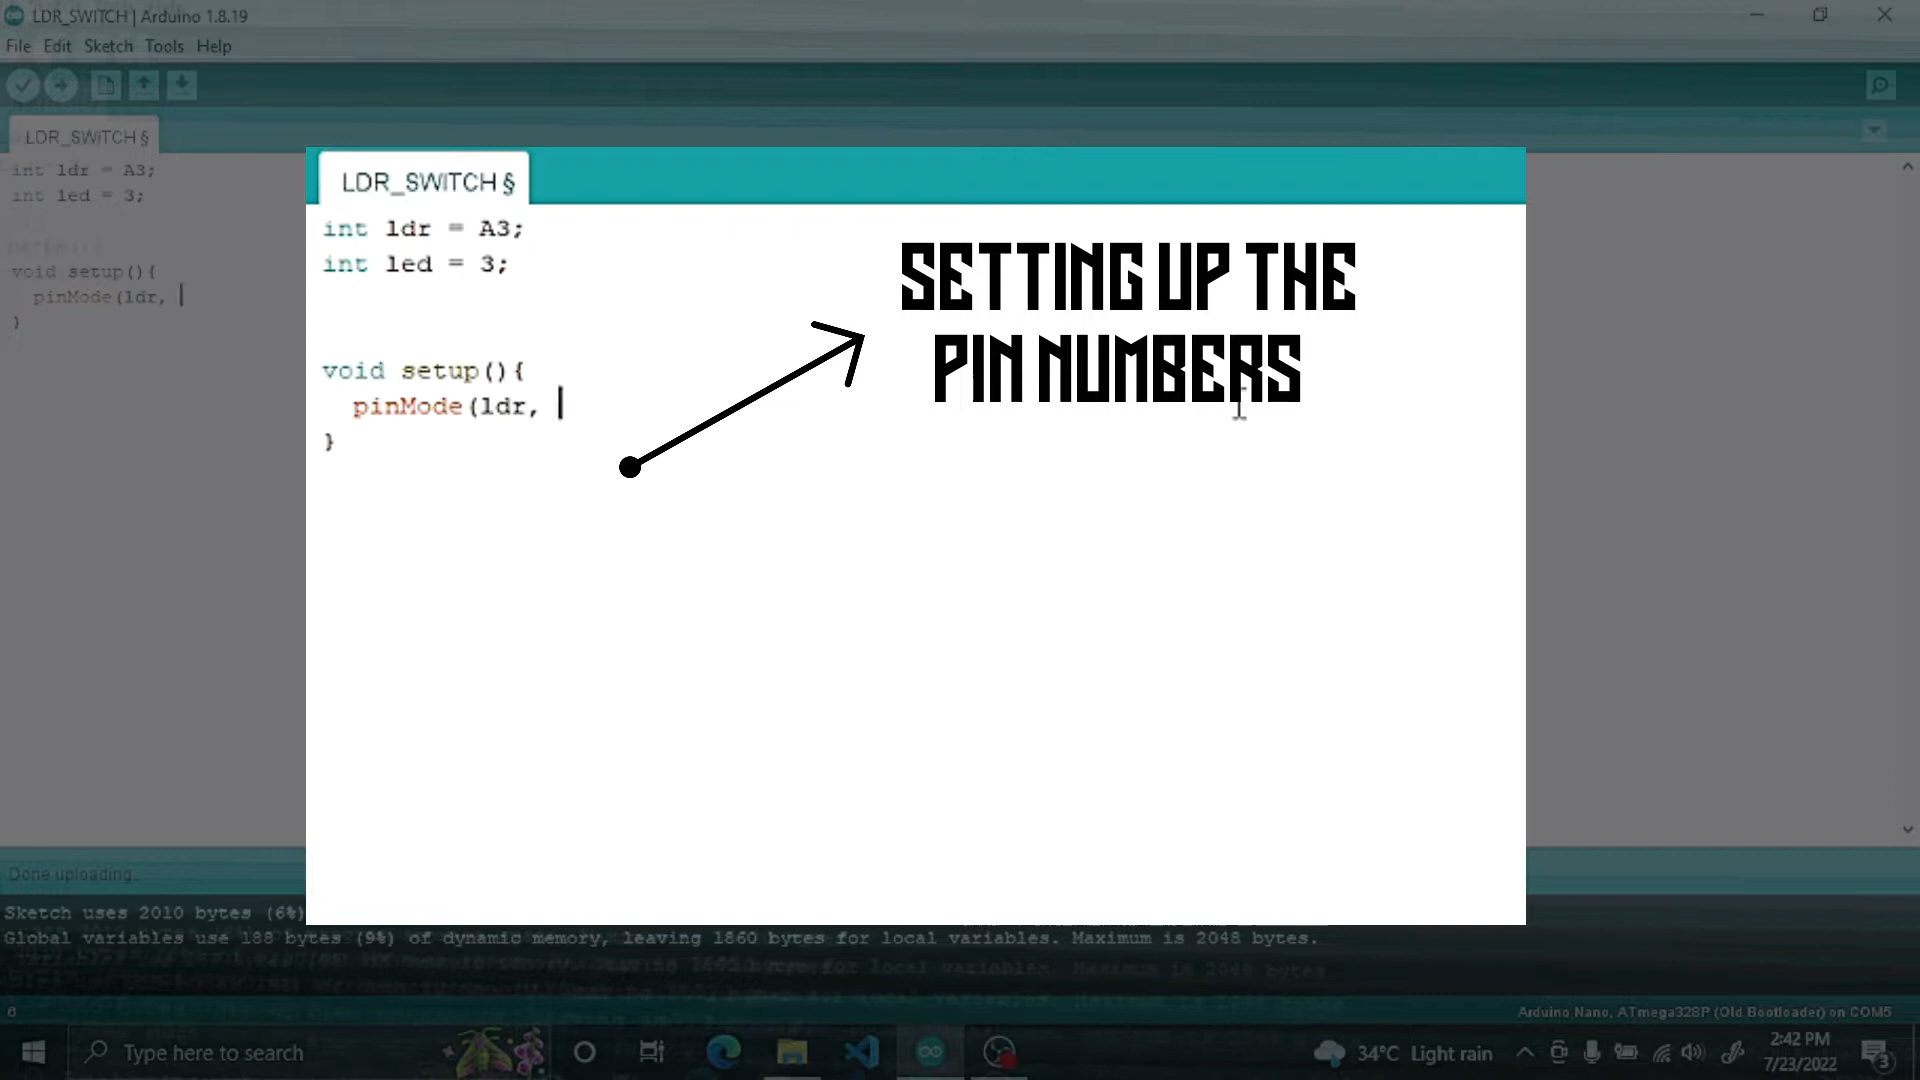 LDR_SWITCH | Arduino 1.8.19
File Edit Sketch Tools Help
LDR_SWITCH §
int ldr = A3;
int led = 3;
void setup(){
pinMode(ldr,
}
LDR_SWITCH §
int ldr = A3;
int led = 3;
void setup(){
pinMode(ldr,
}
SETTING UP THE
PIN NUMBERS
Done uploading.
Sketch uses 2010 bytes (6%)
Global variables use 188 bytes (9%) of dynamic memory, leaving 1860 bytes for local variables. Maximum is 2048 bytes.
6
Arduino Nano, ATmega328P (Old Bootloader) on COM5
Type here to search
34°C Light rain
2:42 PM
7/23/2022
3